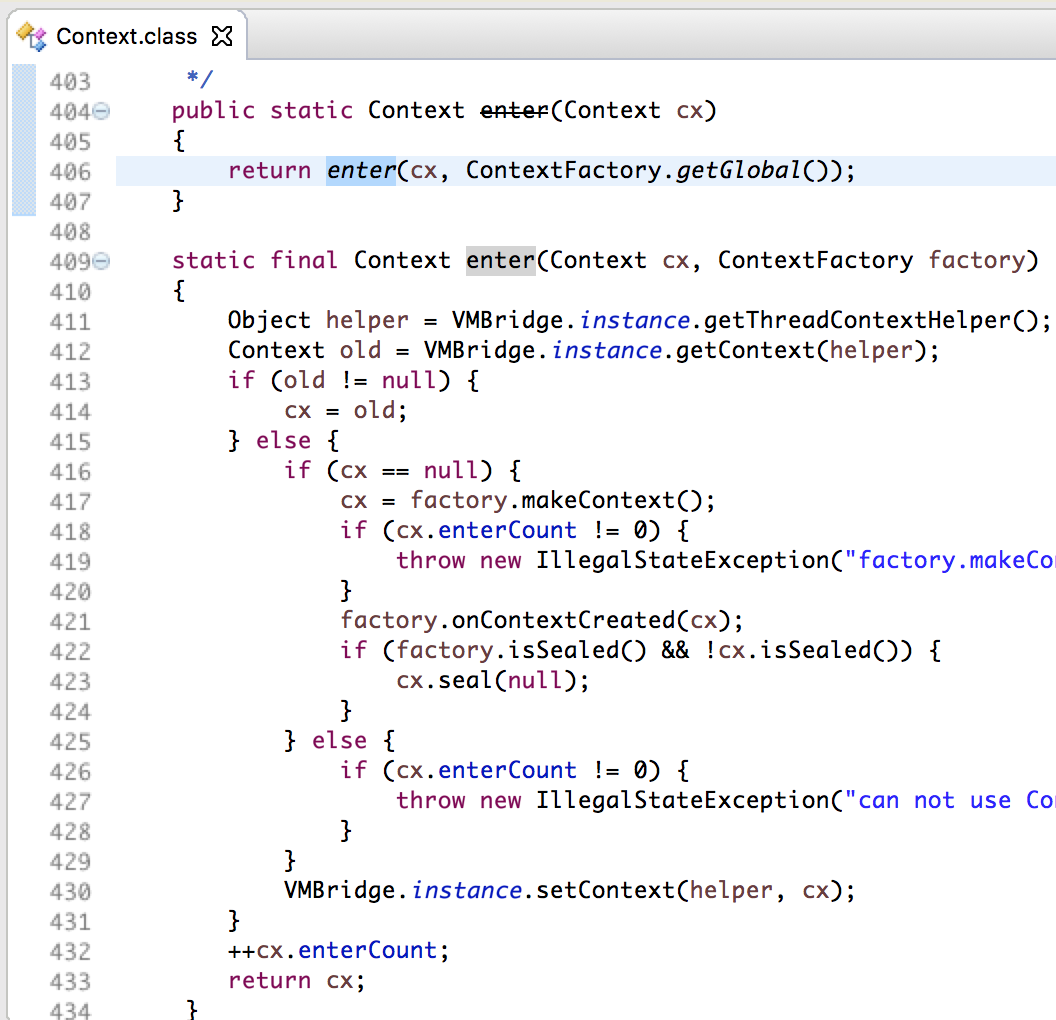 Context.class
403 */
404 public static Context enter(Context cx)
405 {
406 return enter(cx, ContextFactory.getGlobal());
407 }
408
409 static final Context enter(Context cx, ContextFactory factory)
410 {
411 Object helper = VMBridge.instance.getThreadContextHelper();
412 Context old = VMBridge.instance.getContext(helper);
413 if (old != null) {
414 cx = old;
415 } else {
416 if (cx == null) {
417 cx = factory.makeContext();
418 if (cx.enterCount != 0) {
419 throw new IllegalStateException("factory.makeCo
420 }
421 factory.onContextCreated(cx);
422 if (factory.isSealed() && !cx.isSealed()) {
423 cx.seal(null);
424 }
425 } else {
426 if (cx.enterCount != 0) {
427 throw new IllegalStateException("can not use Co
428 }
429 }
430 VMBridge.instance.setContext(helper, cx);
431 }
432 ++cx.enterCount;
433 return cx;
434 }